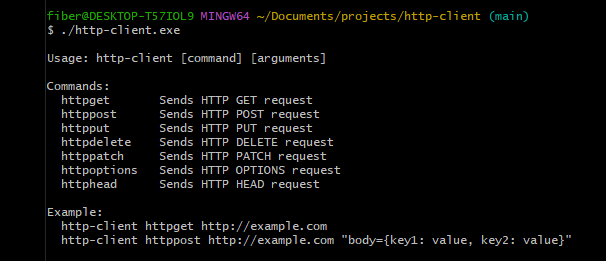 fiber@DESKTOP-T57IOL9 MINGW64 ~/Documents/projects/http-client (main)
$ ./http-client.exe
Usage: http-client [command] [arguments]
Commands:
httpget Sends HTTP GET request
httppost Sends HTTP POST request
httpput Sends HTTP PUT request
httpdelete Sends HTTP DELETE request
httppatch Sends HTTP PATCH request
httpoptions Sends HTTP OPTIONS request
httphead Sends HTTP HEAD request
Example:
http-client httpget http://example.com
http-client httppost http://example.com "body={key1: value, key2: value}"